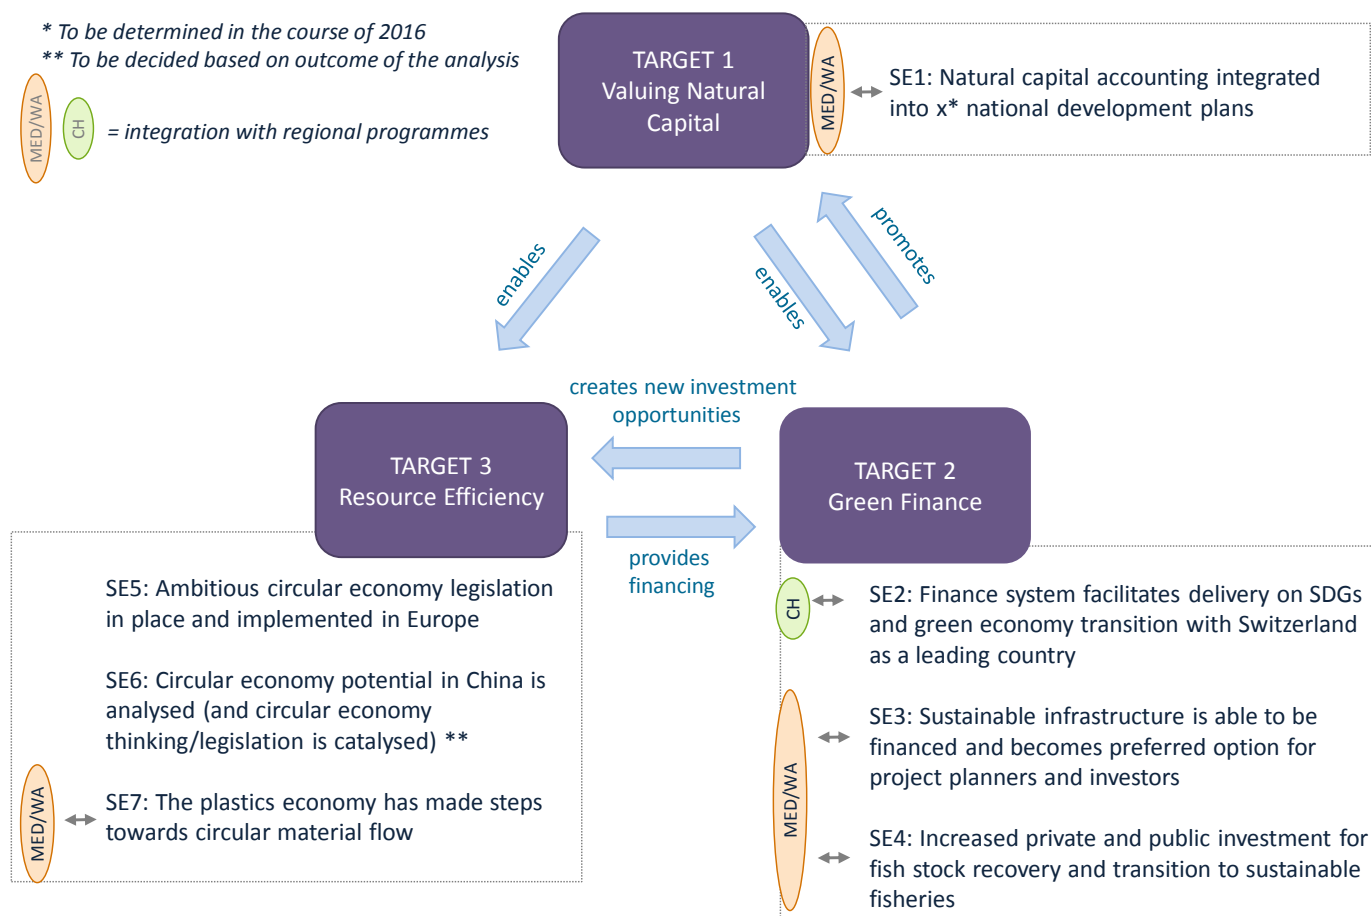 * To be determined in the course of 2016
** To be decided based on outcome of the analysis
MED/WA
CH
= integration with regional programmes
TARGET 1
Valuing Natural
Capital
MED/WA
SE1: Natural capital accounting integrated
into x* national development plans
enables
enables
promotes
creates new investment
opportunities
TARGET 3
Resource Efficiency
TARGET 2
Green Finance
provides
financing
SE5: Ambitious circular economy legislation
in place and implemented in Europe
SE6: Circular economy potential in China is
analysed (and circular economy
thinking/legislation is catalysed) **
MED/WA
SE7: The plastics economy has made steps
towards circular material flow
CH
SE2: Finance system facilitates delivery on SDGs
and green economy transition with Switzerland
as a leading country
MED/WA
SE3: Sustainable infrastructure is able to be
financed and becomes preferred option for
project planners and investors
SE4: Increased private and public investment for
fish stock recovery and transition to sustainable
fisheries